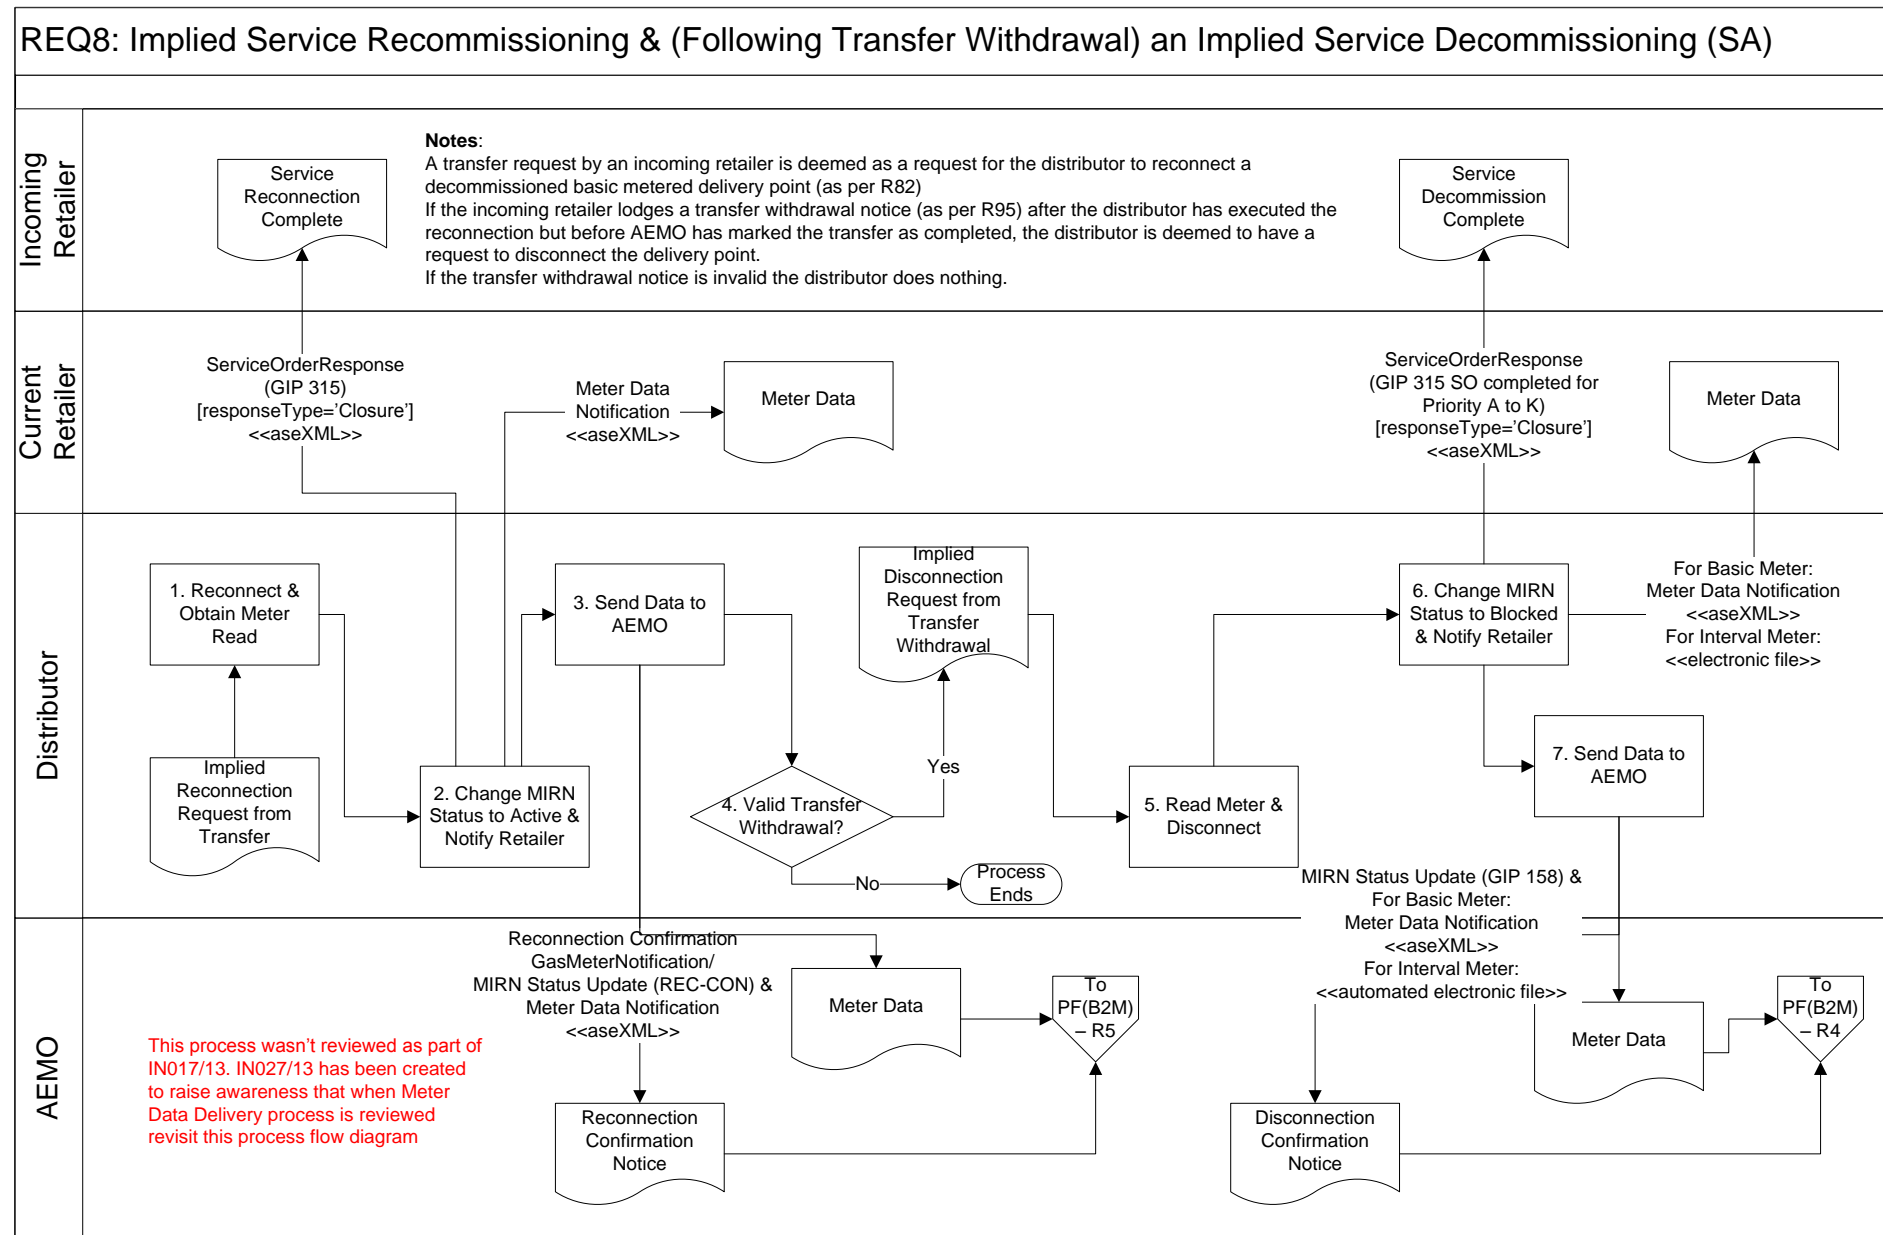 REQ8: Implied Service Recommissioning & (Following Transfer Withdrawal) an Implied Service Decommissioning (SA)
Incoming
Retailer
Service
Reconnection
Complete
Notes:
A transfer request by an incoming retailer is deemed as a request for the distributor to reconnect a
decommissioned basic metered delivery point (as per R82)
If the incoming retailer lodges a transfer withdrawal notice (as per R95) after the distributor has executed the
reconnection but before AEMO has marked the transfer as completed, the distributor is deemed to have a
request to disconnect the delivery point.
If the transfer withdrawal notice is invalid the distributor does nothing.
Service
Decommission
Complete
Current
Retailer
ServiceOrderResponse
(GIP 315)
[responseType=’Closure’]
<<aseXML>>
Meter Data
Notification
<<aseXML>>
Meter Data
ServiceOrderResponse
(GIP 315 SO completed for
Priority A to K)
[responseType=’Closure’]
<<aseXML>>
Meter Data
Distributor
1. Reconnect &
Obtain Meter
Read
Implied
Reconnection
Request from
Transfer
2. Change MIRN
Status to Active &
Notify Retailer
3. Send Data to
AEMO
4. Valid Transfer
Withdrawal?
Yes
No
Process
Ends
Implied
Disconnection
Request from
Transfer
Withdrawal
5. Read Meter &
Disconnect
6. Change MIRN
Status to Blocked
& Notify Retailer
For Basic Meter:
Meter Data Notification
<<aseXML>>
For Interval Meter:
<<electronic file>>
7. Send Data to
AEMO
MIRN Status Update (GIP 158) &
For Basic Meter:
Meter Data Notification
<<aseXML>>
For Interval Meter:
<<automated electronic file>>
AEMO
This process wasn’t reviewed as part of
IN017/13. IN027/13 has been created
to raise awareness that when Meter
Data Delivery process is reviewed
revisit this process flow diagram
Reconnection Confirmation
GasMeterNotification/
MIRN Status Update (REC-CON) &
Meter Data Notification
<<aseXML>>
Meter Data
To
PF(B2M)
– R5
Reconnection
Confirmation
Notice
Disconnection
Confirmation
Notice
Meter Data
To
PF(B2M)
– R4